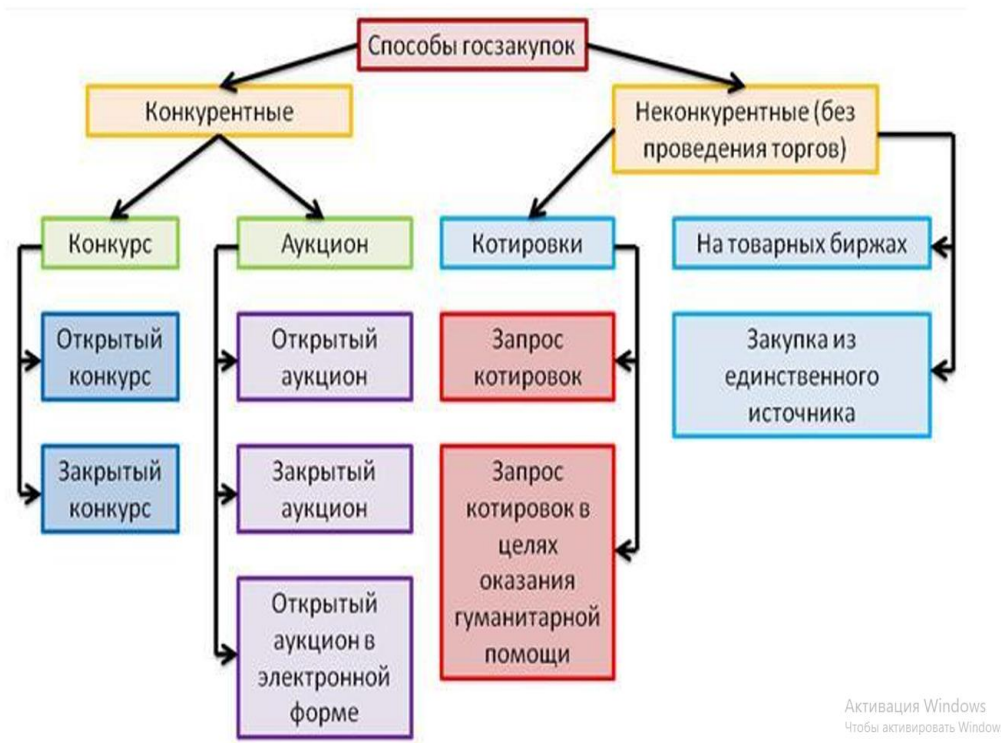 Способы госзакупок
Конкурентные
Неконкурентные (без
проведения торгов)
Конкурс
Аукцион
Котировки
На товарных биржах
Открытый
конкурс
Открытый
аукцион
Запрос
котировок
Закупка из
единственного
источника
Закрытый
конкурс
Закрытый
аукцион
Запрос
котировок в
целях
оказания
гуманитарной
помощи
Открытый
аукцион в
электронной
форме
Активация Windows
Чтобы активировать Window